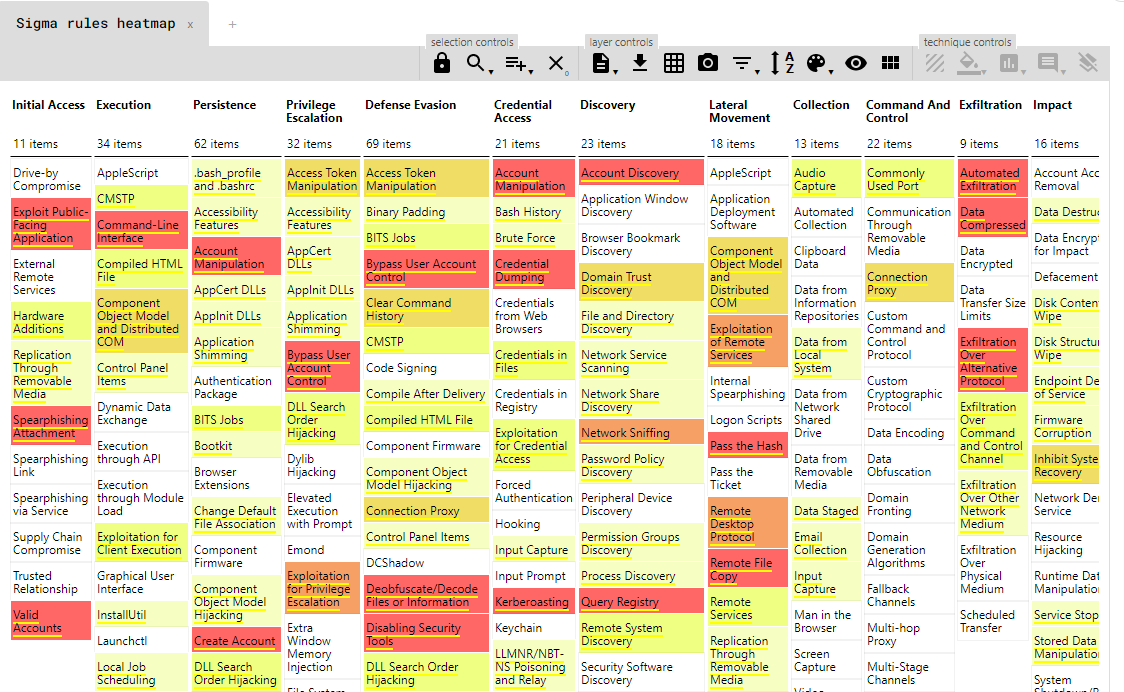 Sigma rules heatmap x +
selection controls
layer controls
technique controls
0
A
Z
Initial Access
11 items
Drive-by
Compromise
Exploit Public-
Facing
Application
External
Remote
Services
Hardware
Additions
Replication
Through
Removable
Media
Spearphishing
Attachment
Spearphishing
Link
Spearphishing
via Service
Supply Chain
Compromise
Trusted
Relationship
Valid
Accounts
Execution
34 items
AppleScript
CMSTP
Command-Line
Interface
Compiled HTML
File
Component
Object Model
and Distributed
COM
Control Panel
Items
Dynamic Data
Exchange
Execution
through API
Execution
through Module
Load
Exploitation for
Client Execution
Graphical User
Interface
InstallUtil
Launchctl
Local Job
Scheduling
Persistence
62 items
.bash_profile
and .bashrc
Accessibility
Features
Account
Manipulation
AppCert DLLs
AppInit DLLs
Application
Shimming
Authentication
Package
BITS Jobs
Bootkit
Browser
Extensions
Change Default
File Association
Component
Firmware
Component
Object Model
Hijacking
Create Account
DLL Search
Order Hijacking
Privilege
Escalation
32 items
Access Token
Manipulation
Accessibility
Features
AppCert
DLLs
AppInit DLLs
Application
Shimming
Bypass User
Account
Control
DLL Search
Order
Hijacking
Dylib
Hijacking
Elevated
Execution
with Prompt
Emond
Exploitation
for Privilege
Escalation
Extra
Window
Memory
Injection
File System
Defense Evasion
69 items
Access Token
Manipulation
Binary Padding
BITS Jobs
Bypass User Account
Control
Clear Command
History
CMSTP
Code Signing
Compile After Delivery
Compiled HTML File
Component Firmware
Component Object
Model Hijacking
Connection Proxy
Control Panel Items
DCShadow
Deobfuscate/Decode
Files or Information
Disabling Security
Tools
DLL Search Order
Hijacking
Credential
Access
21 items
Account
Manipulation
Bash History
Brute Force
Credential
Dumping
Credentials
from Web
Browsers
Credentials in
Files
Credentials in
Registry
Exploitation
for Credential
Access
Forced
Authentication
Hooking
Input Capture
Input Prompt
Kerberoasting
Keychain
LLMNR/NBT-
NS Poisoning
and Relay
Discovery
23 items
Account Discovery
Application Window
Discovery
Browser Bookmark
Discovery
Domain Trust
Discovery
File and Directory
Discovery
Network Service
Scanning
Network Share
Discovery
Network Sniffing
Password Policy
Discovery
Peripheral Device
Discovery
Permission Groups
Discovery
Process Discovery
Query Registry
Remote System
Discovery
Security Software
Discovery
Lateral
Movement
18 items
AppleScript
Application
Deployment
Software
Component
Object Model
and
Distributed
COM
Exploitation
of Remote
Services
Internal
Spearphishing
Logon Scripts
Pass the Hash
Pass the
Ticket
Remote
Desktop
Protocol
Remote File
Copy
Remote
Services
Replication
Through
Removable
Media
Collection
13 items
Audio
Capture
Automated
Collection
Clipboard
Data
Data from
Information
Repositories
Data from
Local
System
Data from
Network
Shared
Drive
Data from
Removable
Media
Data Staged
Email
Collection
Input
Capture
Man in the
Browser
Screen
Capture
Video
Command And
Control
22 items
Commonly
Used Port
Communication
Through
Removable
Media
Connection
Proxy
Custom
Command and
Control
Protocol
Custom
Cryptographic
Protocol
Data Encoding
Data
Obfuscation
Domain
Fronting
Domain
Generation
Algorithms
Fallback
Channels
Multi-hop
Proxy
Multi-Stage
Channels
Exfiltration
9 items
Automated
Exfiltration
Data
Compressed
Data
Encrypted
Data
Transfer Size
Limits
Exfiltration
Over
Alternative
Protocol
Exfiltration
Over
Command
and Control
Channel
Exfiltration
Over Other
Network
Medium
Exfiltration
Over
Physical
Medium
Scheduled
Transfer
Impact
16 items
Account Acc
Removal
Data Destruc
Data Encryp
for Impact
Defacement
Disk Conten
Wipe
Disk Structu
Wipe
Endpoint De
of Service
Firmware
Corruption
Inhibit Syste
Recovery
Network De
Service
Resource
Hijacking
Runtime Dat
Manipulatio
Service Stop
Stored Data
Manipulatio
System